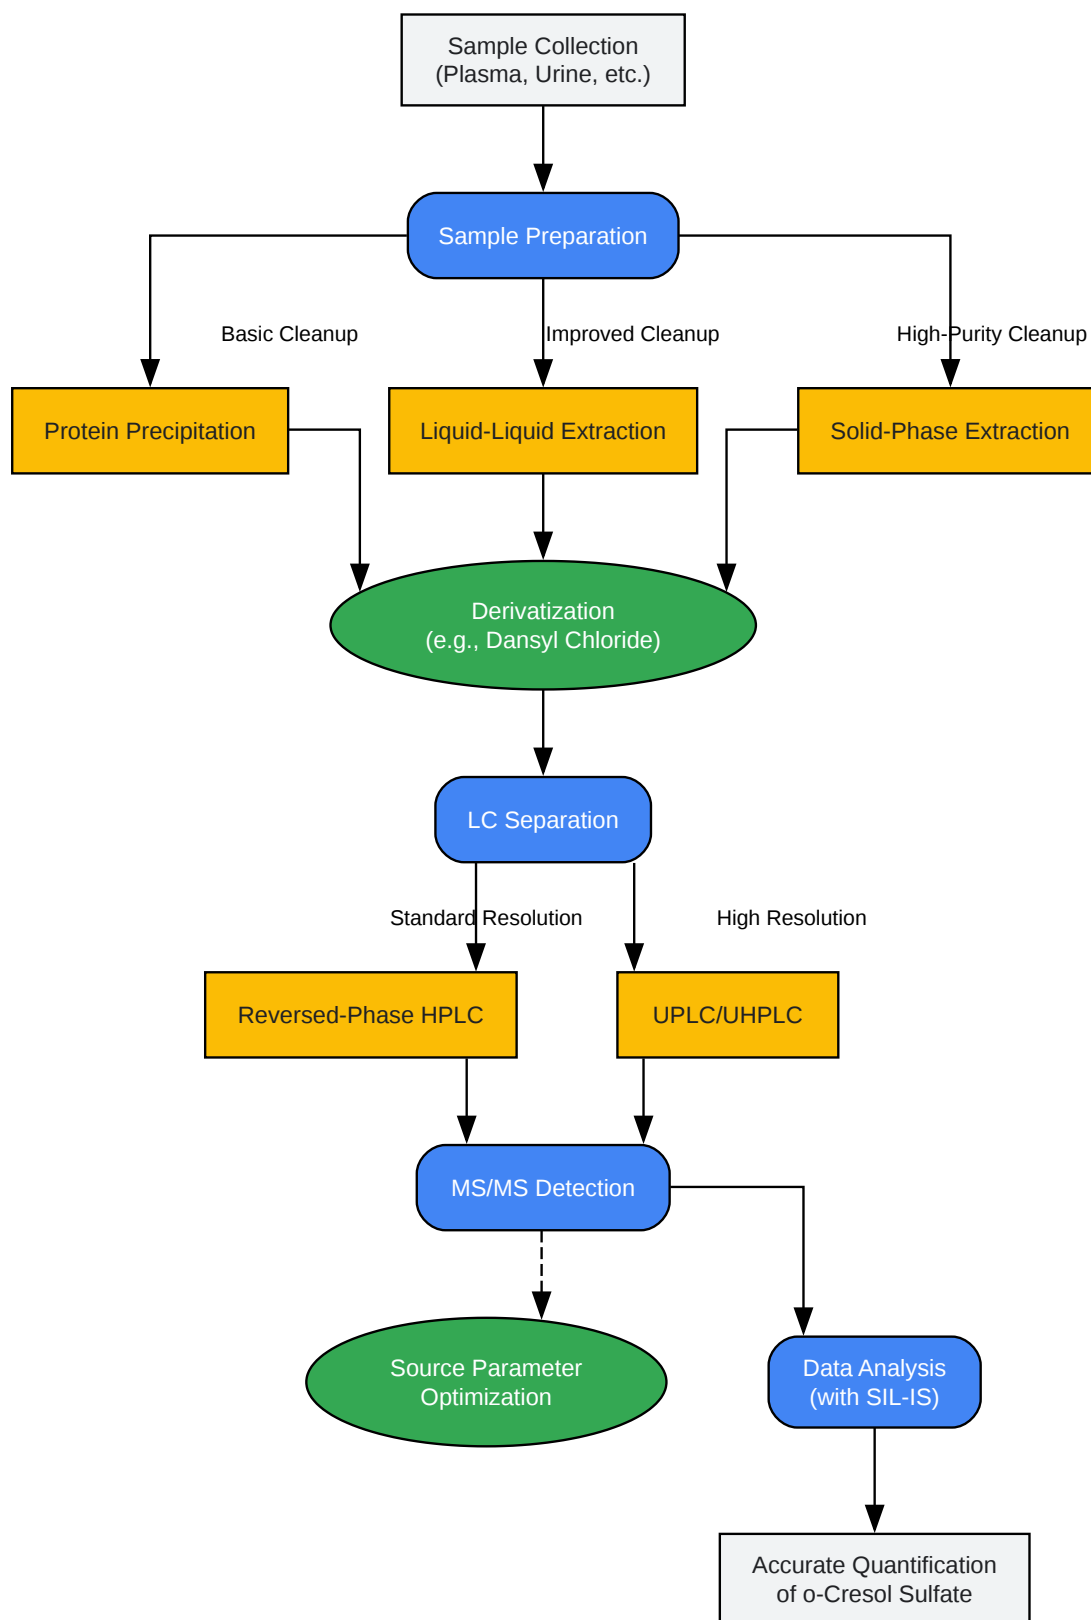 Sample Collection
(Plasma, Urine, etc.)
Sample Preparation
Basic Cleanup
Improved Cleanup
High-Purity Cleanup
Protein Precipitation
Liquid-Liquid Extraction
Solid-Phase Extraction
Derivatization
(e.g., Dansyl Chloride)
LC Separation
Standard Resolution
High Resolution
Reversed-Phase HPLC
UPLC/UHPLC
MS/MS Detection
Source Parameter
Optimization
Data Analysis
(with SIL-IS)
Accurate Quantification
of o-Cresol Sulfate